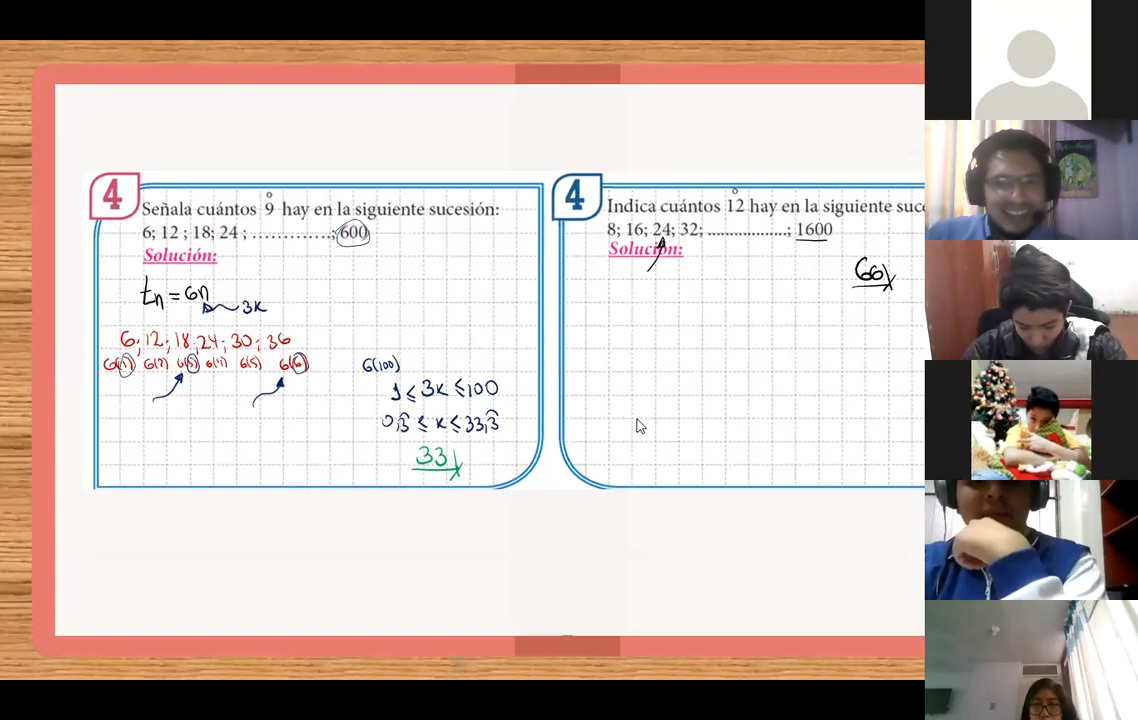 4
Señala cuántos 9̊ hay en la siguiente sucesión:
6; 12 ; 18; 24 ; .............; 600
Solución:
tn = 6n
3k
6; 12; 18; 24; 30; 36
6(1) 6(2) 6(3) 6(4) 6(5) 6(6)
6(100)
1 ≤ 3k ≤ 100
0,3̂ ≤ k ≤ 33,3̂
33
4
Indica cuántos 12̊ hay en la siguiente suce
8; 16; 24; 32; ...................; 1600
Solución:
66